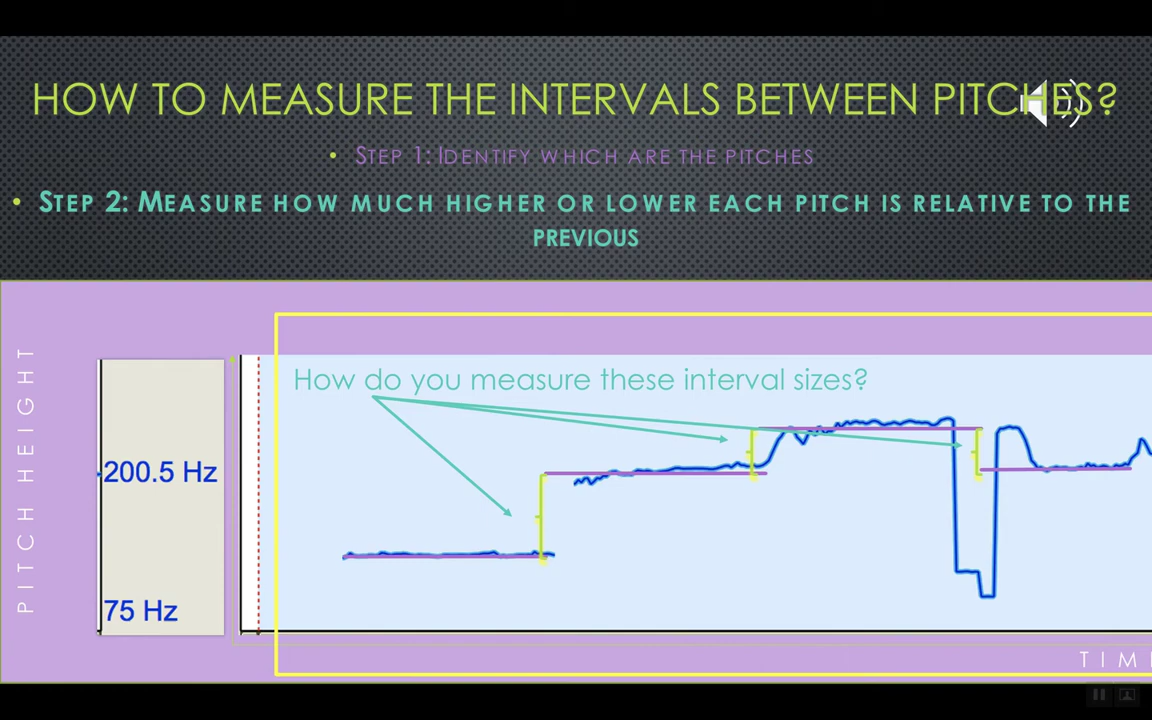 HOW TO MEASURE THE INTERVALS BETWEEN PITCHES?
• STEP 1: IDENTIFY WHICH ARE THE PITCHES
• STEP 2: MEASURE HOW MUCH HIGHER OR LOWER EACH PITCH IS RELATIVE TO THE
PREVIOUS
PITCH HEIGHT
How do you measure these interval sizes?
200.5 Hz
75 Hz
TIM